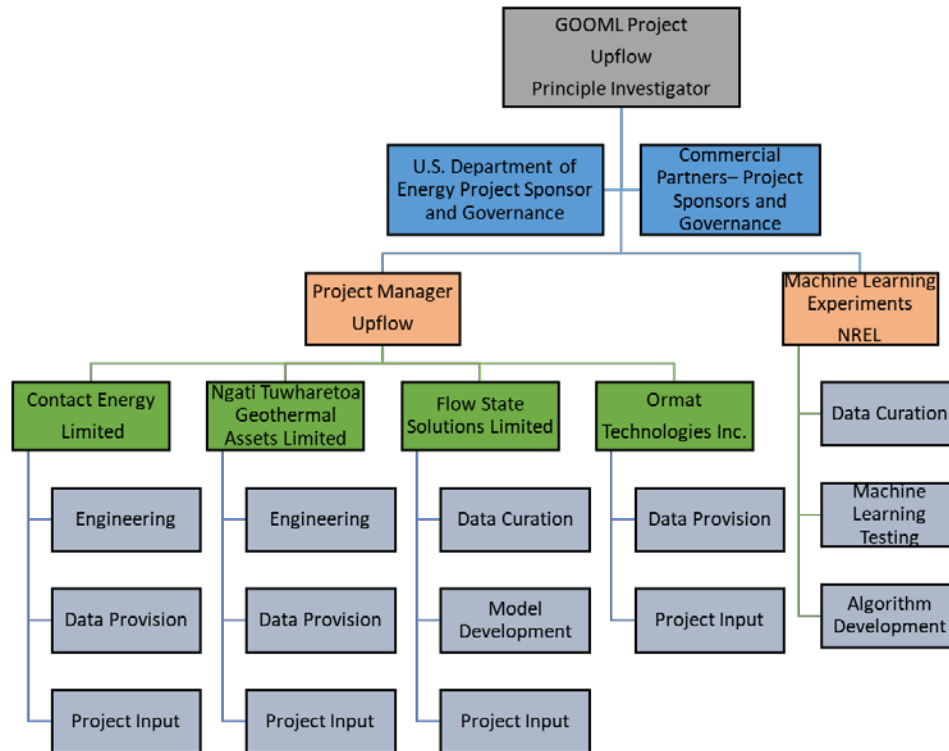 GOOML Project
Upflow
Principle Investigator
U.S. Department of
Energy Project Sponsor
and Governance
Commercial
Partners– Project
Sponsors and
Governance
Project Manager
Upflow
Machine Learning
Experiments
NREL
Contact Energy
Limited
Ngati Tuwharetoa
Geothermal
Assets Limited
Flow State
Solutions Limited
Ormat
Technologies Inc.
Engineering
Data Provision
Project Input
Engineering
Data Provision
Project Input
Data Curation
Model
Development
Project Input
Data Provision
Project Input
Data Curation
Machine
Learning
Testing
Algorithm
Development